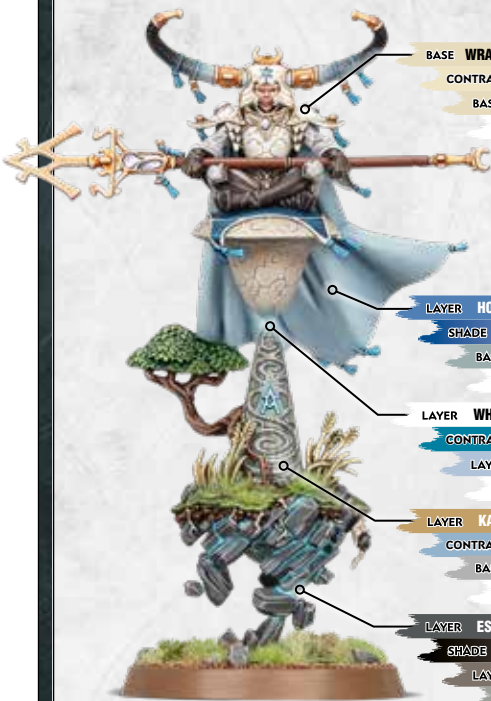 BASE WRA
CONTRA
BAS
LAYER HO
SHADE
BA
LAYER WH
CONTRA
LAY
LAYER KA
CONTRA
BA
LAYER ES
SHADE
LAY